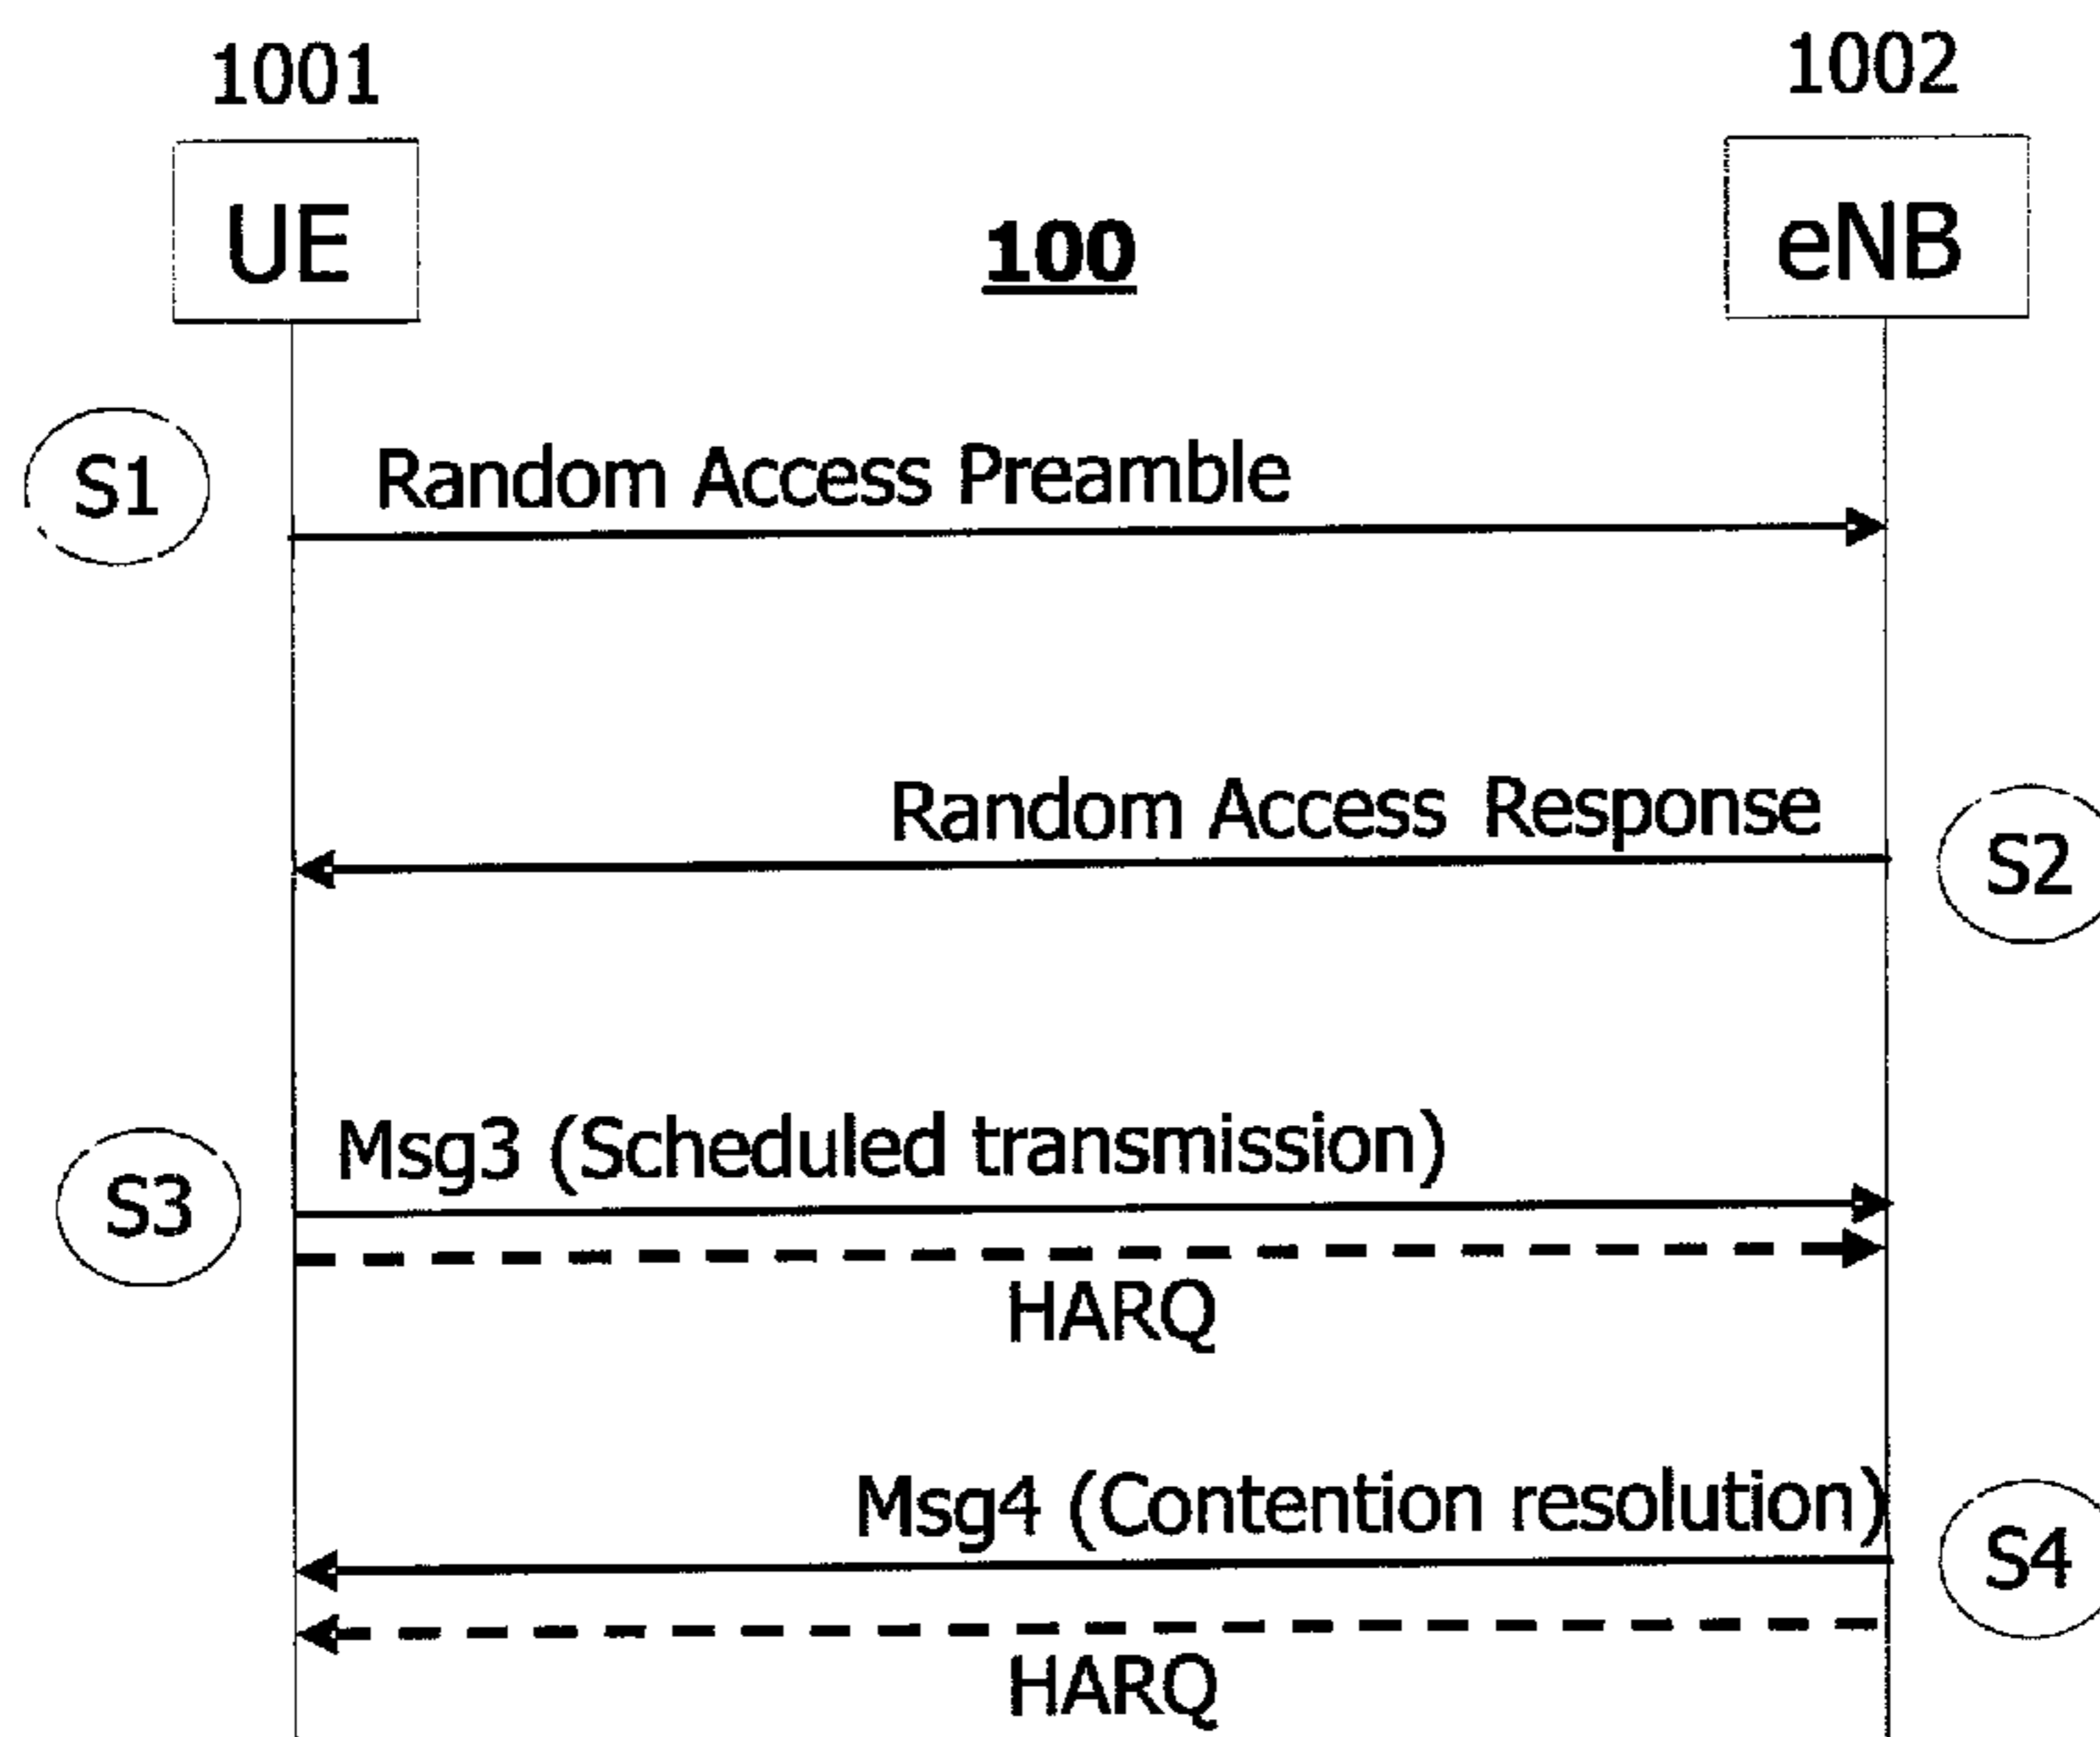 1001
1002
UE
100
eNB
S1
Random Access Preamble
Random Access Response
S2
Msg3 (Scheduled transmission)
S3
HARQ
Msg4 (Contention resolution)
S4
HARQ